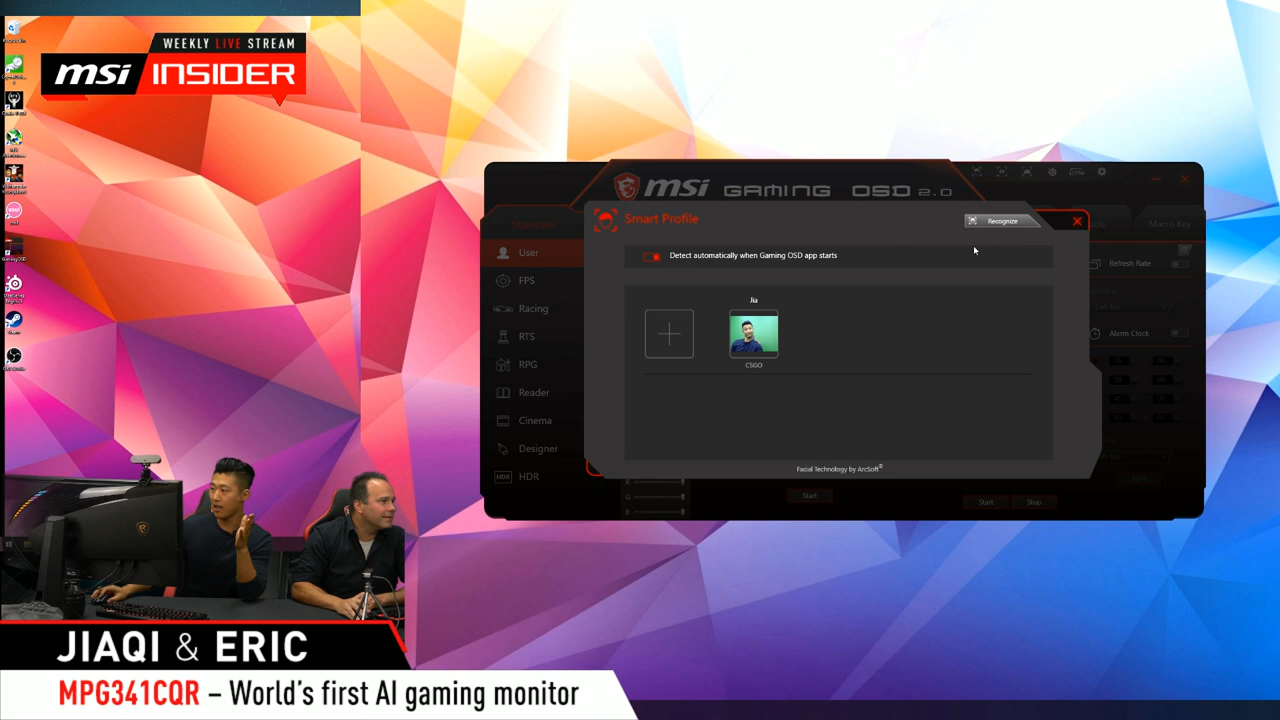 WEEKLY LIVE STREAM
msi INSIDER
msi GAMING OSD 2.0
Standard
Macro Key
Smart Profile
Recognize
Detect automatically when Gaming OSD app starts
User
FPS
Racing
RTS
RPG
Reader
Cinema
Designer
HDR
HDR
Refresh Rate
Alarm Clock
Jia
CSGO
Facial Technology by ArcSoft®
R
G
B
Start
Start
Stop
JIAQI & ERIC
MPG341CQR – World's first AI gaming monitor